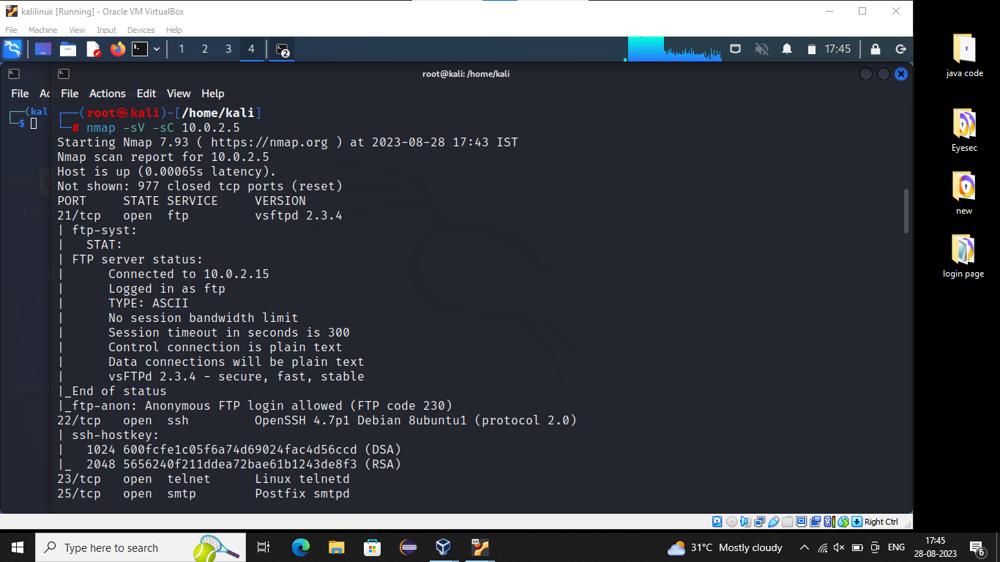 kalilinux [Running] - Oracle VM VirtualBox
File Machine View Input Devices Help
1 2 3 4 2 17:45
root@kali: /home/kali
File
File Actions Edit View Help
┌──(root㉿kali)-[/home/kali]
└─# nmap -sV -sC 10.0.2.5
Starting Nmap 7.93 ( https://nmap.org ) at 2023-08-28 17:43 IST
Nmap scan report for 10.0.2.5
Host is up (0.00065s latency).
Not shown: 977 closed tcp ports (reset)
PORT STATE SERVICE VERSION
21/tcp open ftp vsftpd 2.3.4
| ftp-syst:
| STAT:
| FTP server status:
| Connected to 10.0.2.15
| Logged in as ftp
| TYPE: ASCII
| No session bandwidth limit
| Session timeout in seconds is 300
| Control connection is plain text
| Data connections will be plain text
| vsFTPd 2.3.4 - secure, fast, stable
|_End of status
|_ftp-anon: Anonymous FTP login allowed (FTP code 230)
22/tcp open ssh OpenSSH 4.7p1 Debian 8ubuntu1 (protocol 2.0)
| ssh-hostkey:
| 1024 600fcfe1c05f6a74d69024fac4d56ccd (DSA)
|_ 2048 5656240f211ddea72bae61b1243de8f3 (RSA)
23/tcp open telnet Linux telnetd
25/tcp open smtp Postfix smtpd
Right Ctrl
java code
Eyesec
new
login page
Type here to search
31°C Mostly cloudy
ENG
17:45
28-08-2023
6